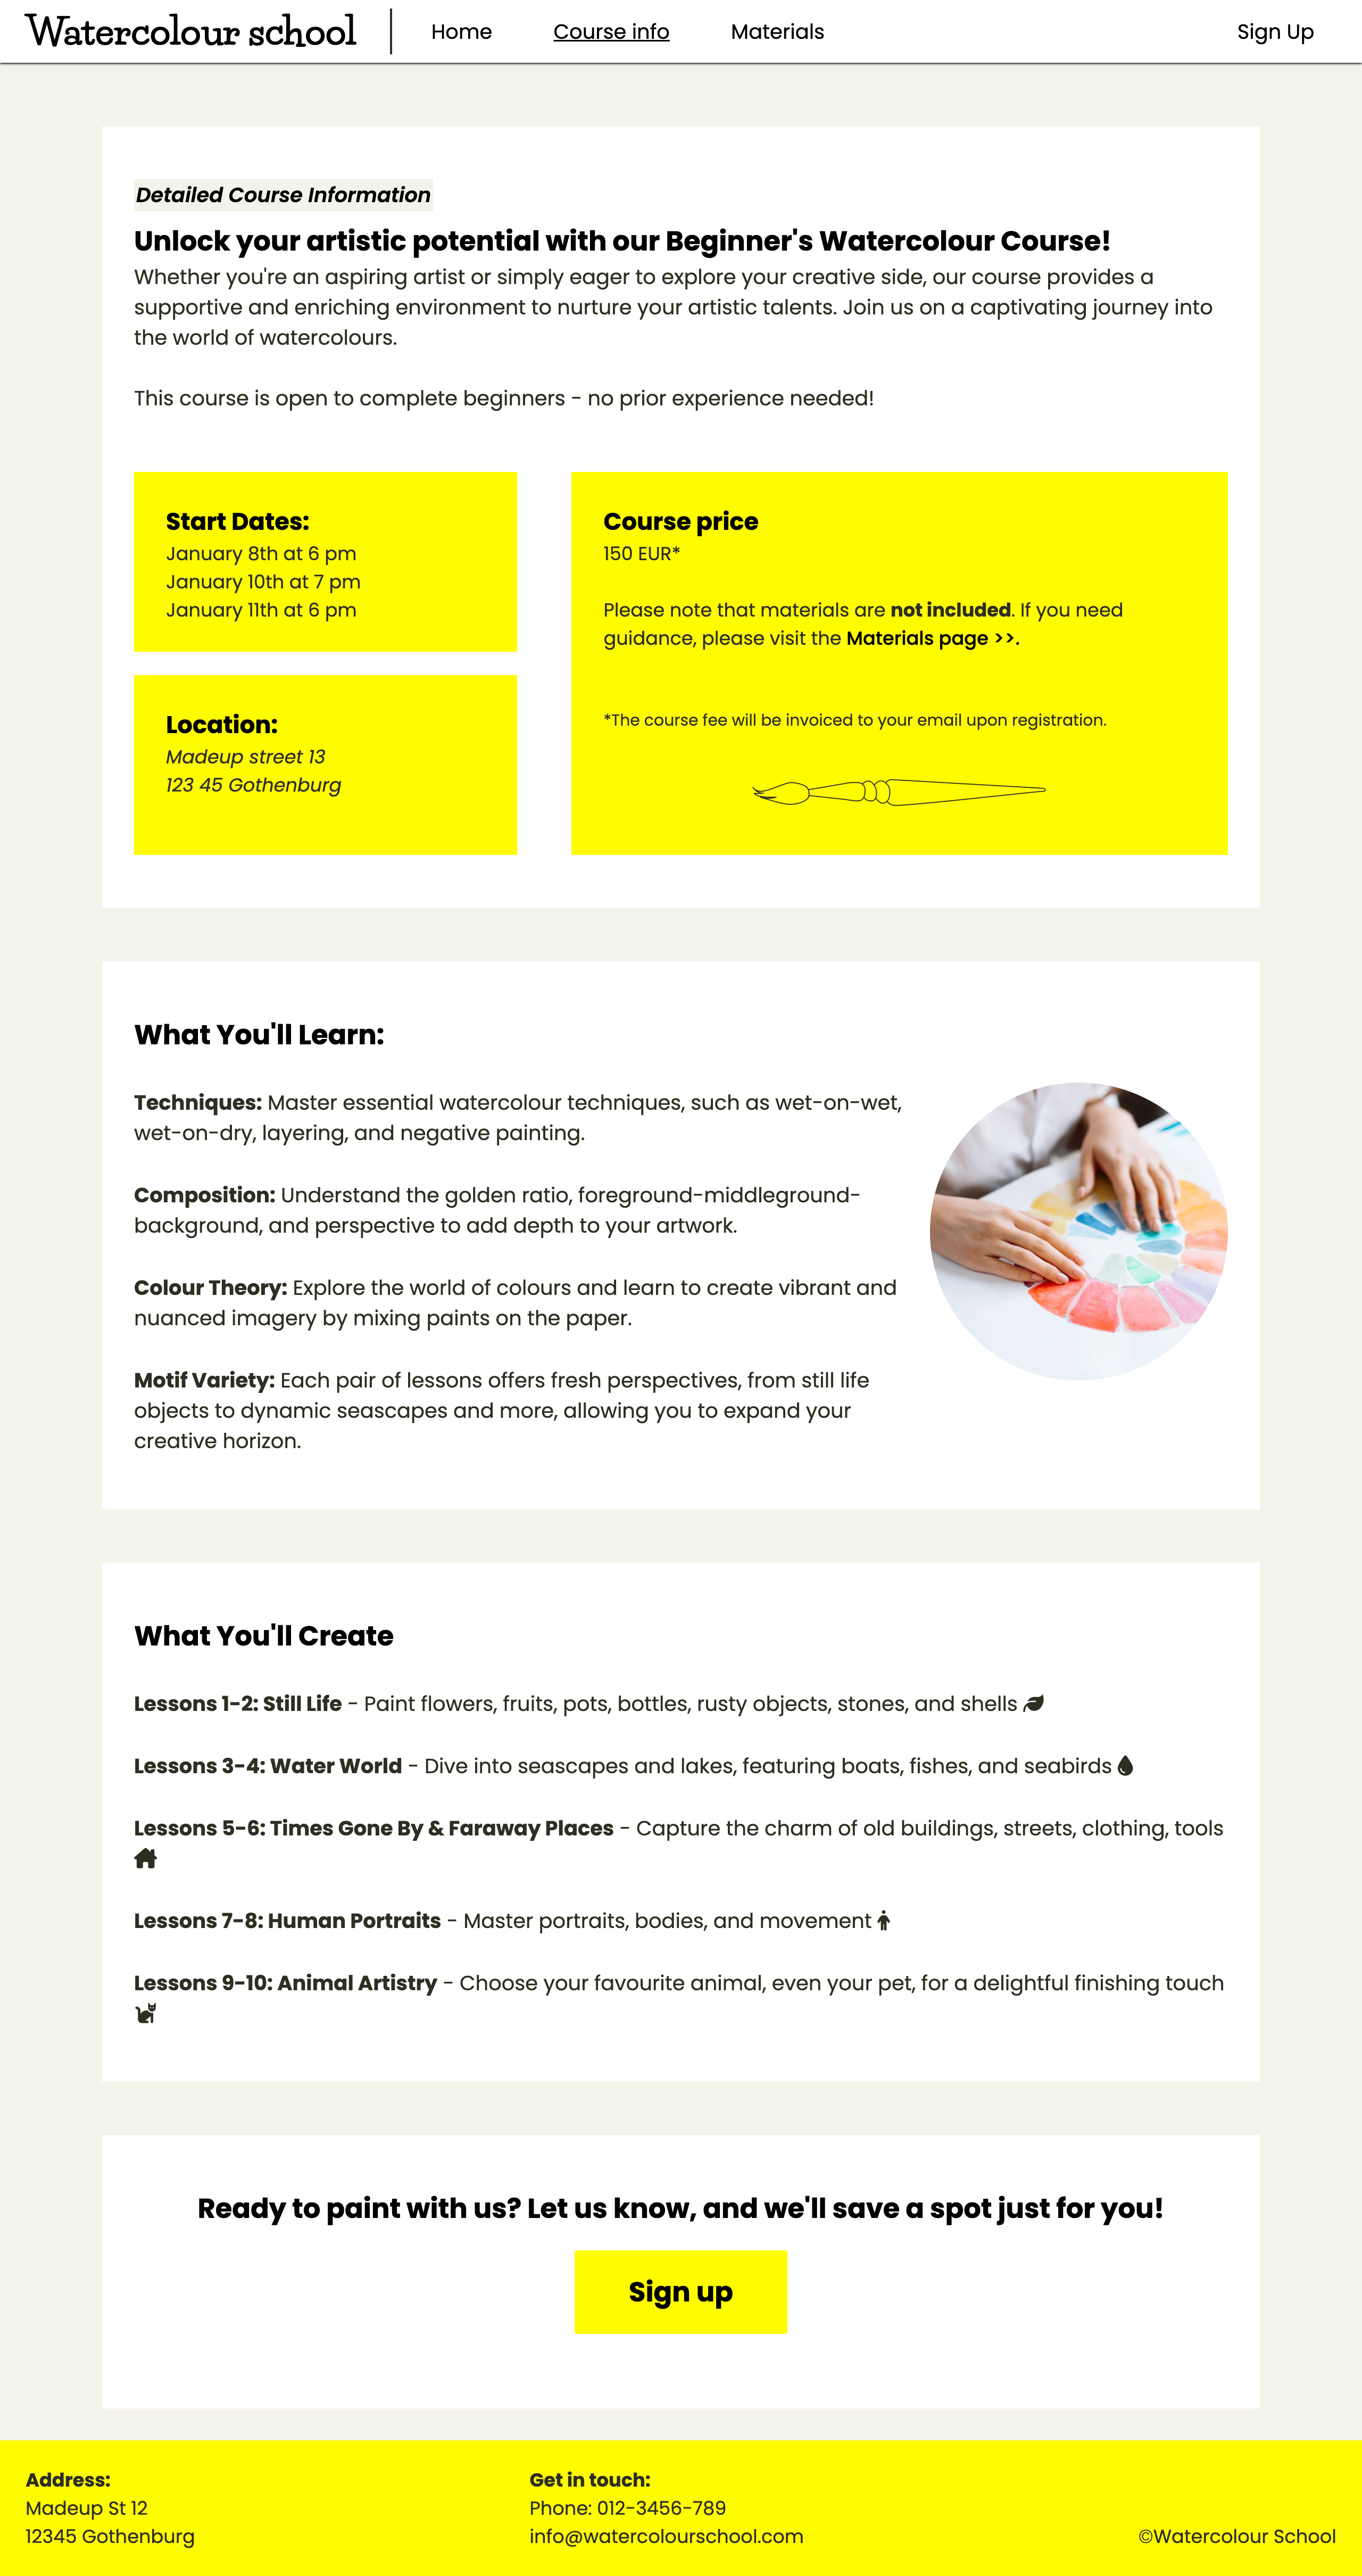 Watercolour school
Home
Course info
Materials
Sign Up
Detailed Course Information
Unlock your artistic potential with our Beginner's Watercolour Course!
Whether you're an aspiring artist or simply eager to explore your creative side, our course provides a
supportive and enriching environment to nurture your artistic talents. Join us on a captivating journey into
the world of watercolours.
This course is open to complete beginners - no prior experience needed!
Start Dates:
January 8th at 6 pm
January 10th at 7 pm
January 11th at 6 pm
Location:
Madeup street 13
123 45 Gothenburg
Course price
150 EUR*
Please note that materials are not included. If you need
guidance, please visit the Materials page >>.
*The course fee will be invoiced to your email upon registration.
What You'll Learn:
Techniques: Master essential watercolour techniques, such as wet-on-wet,
wet-on-dry, layering, and negative painting.
Composition: Understand the golden ratio, foreground-middleground-
background, and perspective to add depth to your artwork.
Colour Theory: Explore the world of colours and learn to create vibrant and
nuanced imagery by mixing paints on the paper.
Motif Variety: Each pair of lessons offers fresh perspectives, from still life
objects to dynamic seascapes and more, allowing you to expand your
creative horizon.
What You'll Create
Lessons 1-2: Still Life - Paint flowers, fruits, pots, bottles, rusty objects, stones, and shells
Lessons 3-4: Water World - Dive into seascapes and lakes, featuring boats, fishes, and seabirds
Lessons 5-6: Times Gone By & Faraway Places - Capture the charm of old buildings, streets, clothing, tools
Lessons 7-8: Human Portraits - Master portraits, bodies, and movement
Lessons 9-10: Animal Artistry - Choose your favourite animal, even your pet, for a delightful finishing touch
Ready to paint with us? Let us know, and we'll save a spot just for you!
Sign up
Address:
Madeup St 12
12345 Gothenburg
Get in touch:
Phone: 012-3456-789
info@watercolourschool.com
©Watercolour School